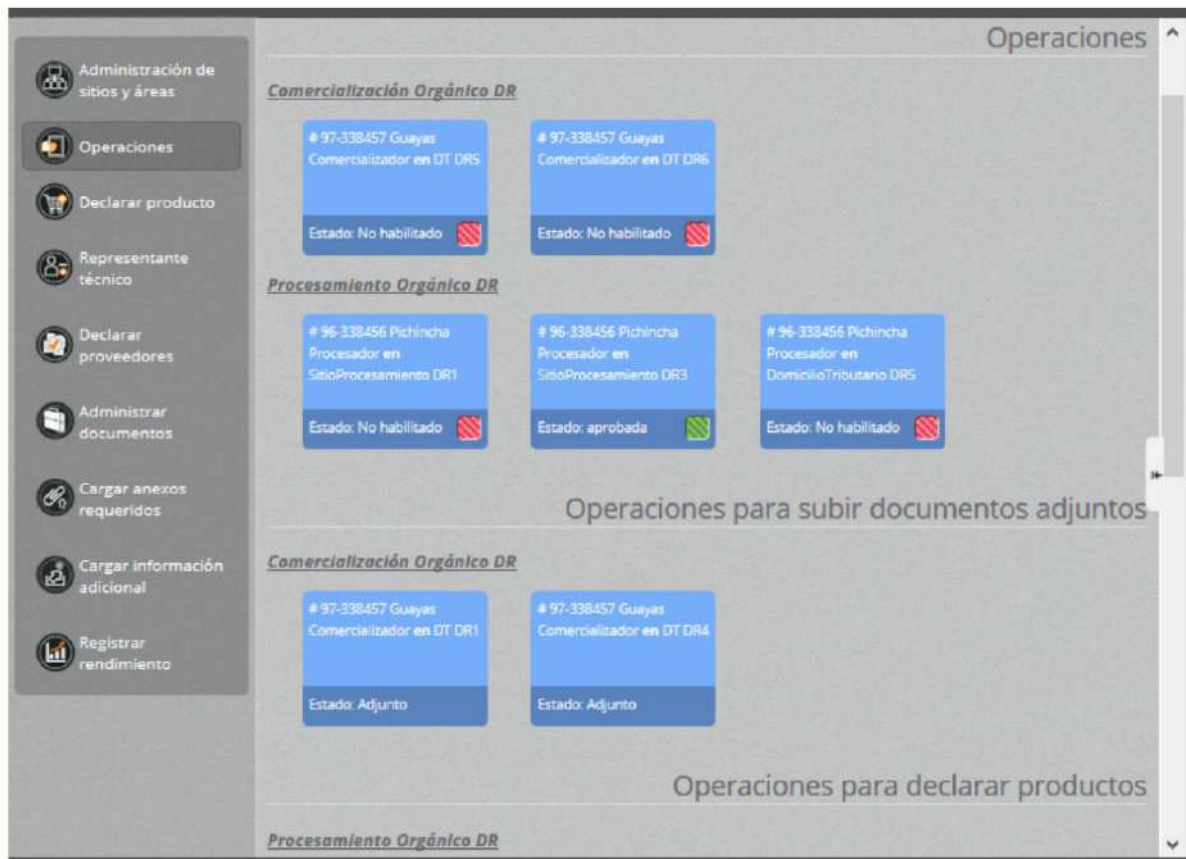 Administración de
sitios y áreas
Operaciones
Declarar producto
Representante
técnico
Declarar
proveedores
Administrar
documentos
Cargar anexos
requeridos
Cargar información
adicional
Registrar
rendimiento
Operaciones
Comercialización Orgánico DR
# 97-338457 Guayas
Comercializador en DT DR5
Estado: No habilitado
# 97-338457 Guayas
Comercializador en DT DR6
Estado: No habilitado
Procesamiento Orgánico DR
# 96-338456 Pichincha
Procesador en
SitioProcesamiento DR1
Estado: No habilitado
# 96-338456 Pichincha
Procesador en
SitioProcesamiento DR3
Estado: aprobada
# 96-338456 Pichincha
Procesador en
DomicilioTributario DR5
Estado: No habilitado
Operaciones para subir documentos adjuntos
Comercialización Orgánico DR
# 97-338457 Guayas
Comercializador en DT DR1
Estado: Adjunto
# 97-338457 Guayas
Comercializador en DT DR4
Estado: Adjunto
Operaciones para declarar productos
Procesamiento Orgánico DR